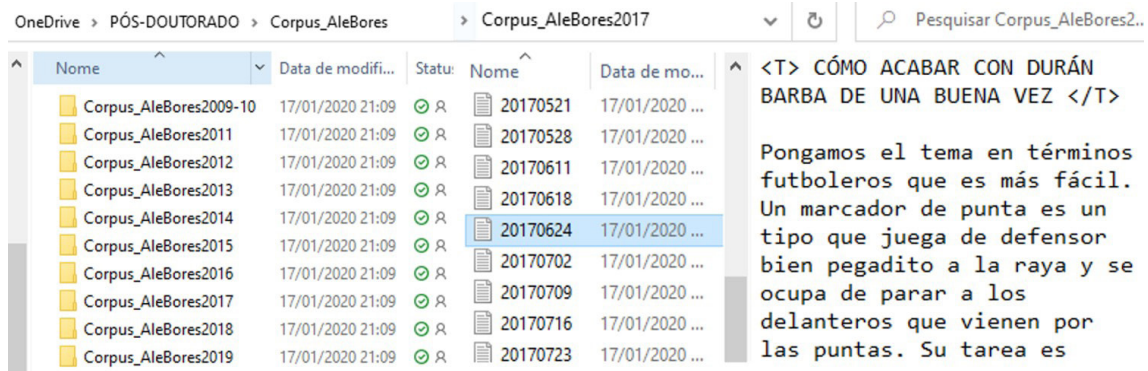 OneDrive › PÓS-DOUTORADO › Corpus_AleBores › Corpus_AleBores2017
Pesquisar Corpus_AleBores2...
Nome Data de modifi... Status
Corpus_AleBores2009-10 17/01/2020 21:09
Corpus_AleBores2011 17/01/2020 21:09
Corpus_AleBores2012 17/01/2020 21:09
Corpus_AleBores2013 17/01/2020 21:09
Corpus_AleBores2014 17/01/2020 21:09
Corpus_AleBores2015 17/01/2020 21:09
Corpus_AleBores2016 17/01/2020 21:09
Corpus_AleBores2017 17/01/2020 21:09
Corpus_AleBores2018 17/01/2020 21:09
Corpus_AleBores2019 17/01/2020 21:09
Nome Data de mo...
20170521 17/01/2020 ...
20170528 17/01/2020 ...
20170611 17/01/2020 ...
20170618 17/01/2020 ...
20170624 17/01/2020 ...
20170702 17/01/2020 ...
20170709 17/01/2020 ...
20170716 17/01/2020 ...
20170723 17/01/2020 ...
<T> CÓMO ACABAR CON DURÁN
BARBA DE UNA BUENA VEZ </T>
Pongamos el tema en términos
futboleros que es más fácil.
Un marcador de punta es un
tipo que juega de defensor
bien pegadito a la raya y se
ocupa de parar a los
delanteros que vienen por
las puntas. Su tarea es